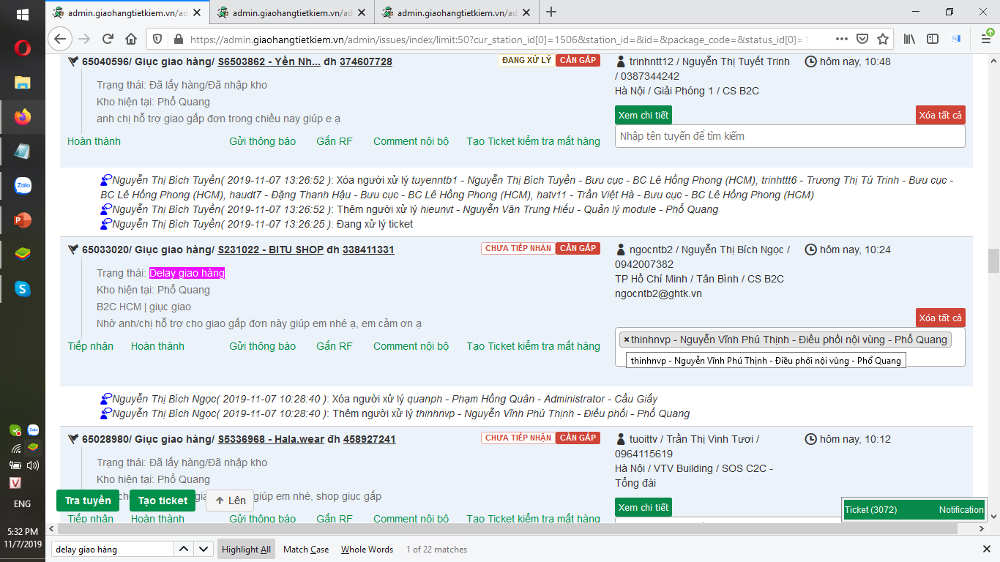 admin.giaohangtietkiem.vn/ad
admin.giaohangtietkiem.vn/ad
admin.giaohangtietkiem.vn/ad
https://admin.giaohangtietkiem.vn/admin/issues/index/limit:50?cur_station_id[0]=1506&station_id=&id=&package_code=&status_id[0]=
65040596/ Giục giao hàng/ S6503862 - Yến Nh... đh 374607728
ĐANG XỬ LÝ CẦN GẤP
trinhntt12 / Nguyễn Thị Tuyết Trinh
/ 0387344242
Hà Nội / Giải Phóng 1 / CS B2C
hôm nay, 10:48
Trạng thái: Đã lấy hàng/Đã nhập kho
Kho hiện tại: Phổ Quang
anh chị hỗ trợ giao gấp đơn trong chiều nay giúp e ạ
Xem chi tiết
Xóa tất cả
Nhập tên tuyến để tìm kiếm
Hoàn thành Gửi thông báo Gắn RF Comment nội bộ Tạo Ticket kiểm tra mất hàng
Nguyễn Thị Bích Tuyền( 2019-11-07 13:26:52 ): Xóa người xử lý tuyenntb1 - Nguyễn Thị Bích Tuyền - Bưu cục - BC Lê Hồng Phong (HCM), trinhttt6 - Trương Thị Tú Trinh - Bưu cục -
BC Lê Hồng Phong (HCM), haudt7 - Đặng Thanh Hậu - Bưu cục - BC Lê Hồng Phong (HCM), hatv11 - Trần Việt Hà - Bưu cục - BC Lê Hồng Phong (HCM)
Nguyễn Thị Bích Tuyền( 2019-11-07 13:26:52 ): Thêm người xử lý hieunvt - Nguyễn Văn Trung Hiếu - Quản lý module - Phổ Quang
Nguyễn Thị Bích Tuyền( 2019-11-07 13:26:25 ): Đang xử lý ticket
65033020/ Giục giao hàng/ S231022 - BITU SHOP đh 338411331
CHƯA TIẾP NHẬN CẦN GẤP
ngocntb2 / Nguyễn Thị Bích Ngọc /
0942007382
TP Hồ Chí Minh / Tân Bình / CS B2C
ngocntb2@ghtk.vn
hôm nay, 10:24
Trạng thái: Delay giao hàng
Kho hiện tại: Phổ Quang
B2C HCM | giục giao
Nhờ anh/chị hỗ trợ cho giao gấp đơn này giúp em nhé ạ, em cảm ơn ạ
Xóa tất cả
×thinhnvp - Nguyễn Vĩnh Phú Thịnh - Điều phối nội vùng - Phổ Quang
thinhnvp - Nguyễn Vĩnh Phú Thịnh - Điều phối nội vùng - Phổ Quang
Tiếp nhận Hoàn thành Gửi thông báo Gắn RF Comment nội bộ Tạo Ticket kiểm tra mất hàng
Nguyễn Thị Bích Ngọc( 2019-11-07 10:28:40 ): Xóa người xử lý quanph - Phạm Hồng Quân - Administrator - Cầu Giấy
Nguyễn Thị Bích Ngọc( 2019-11-07 10:28:40 ): Thêm người xử lý thinhnvp - Nguyễn Vĩnh Phú Thịnh - Điều phối - Phổ Quang
65028980/ Giục giao hàng/ S5336968 - Hala.wear đh 458927241
CHƯA TIẾP NHẬN CẦN GẤP
tuoittv / Trần Thị Vinh Tươi /
0964115619
Hà Nội / VTV Building / SOS C2C -
Tổng đài
hôm nay, 10:12
Trạng thái: Đã lấy hàng/Đã nhập kho
Kho hiện tại: Phổ Quang
giúp em nhé, shop giục gấp
Xem chi tiết
Tra tuyến Tạo ticket Lên
Tiếp nhận Hoàn thành Gửi thông báo Gắn RF Comment nội bộ Tạo Ticket kiểm tra mất hàng
Ticket (3072) Notification
Zalo
ENG
5:32 PM
11/7/2019
delay giao hàng Highlight All Match Case Whole Words 1 of 22 matches